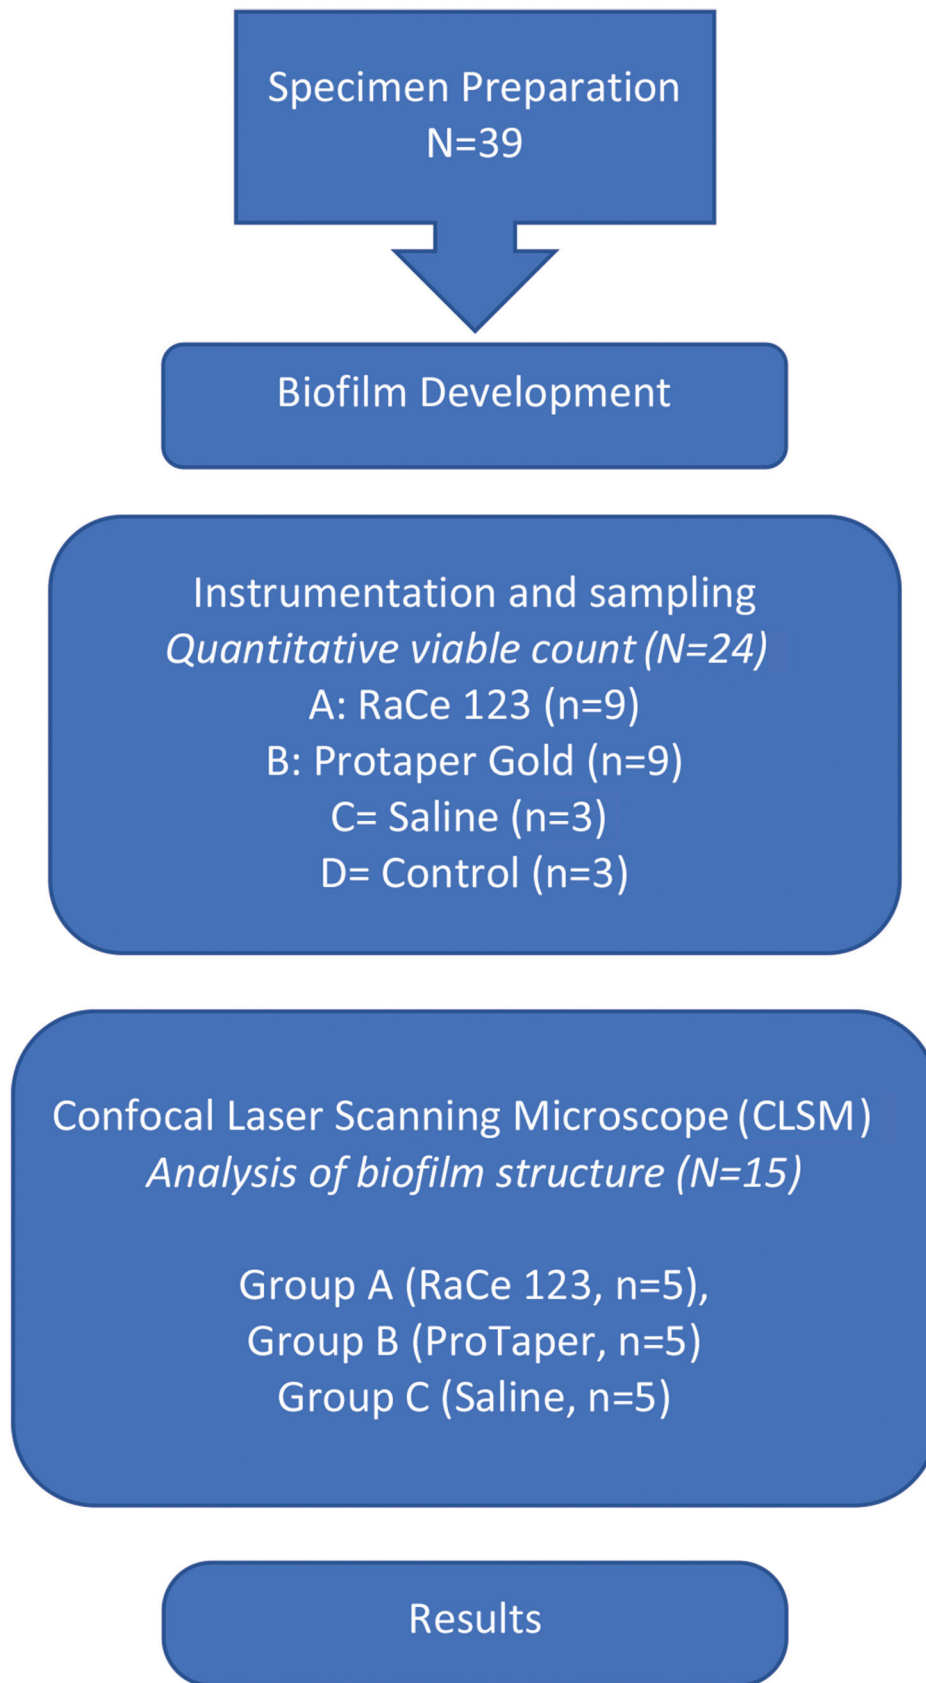 Specimen Preparation
N=39
Biofilm Development
Instrumentation and sampling
Quantitative viable count (N=24)
A: RaCe 123 (n=9)
B: Protaper Gold (n=9)
C= Saline (n=3)
D= Control (n=3)
Confocal Laser Scanning Microscope (CLSM)
Analysis of biofilm structure (N=15)
Group A (RaCe 123, n=5),
Group B (ProTaper, n=5)
Group C (Saline, n=5)
Results